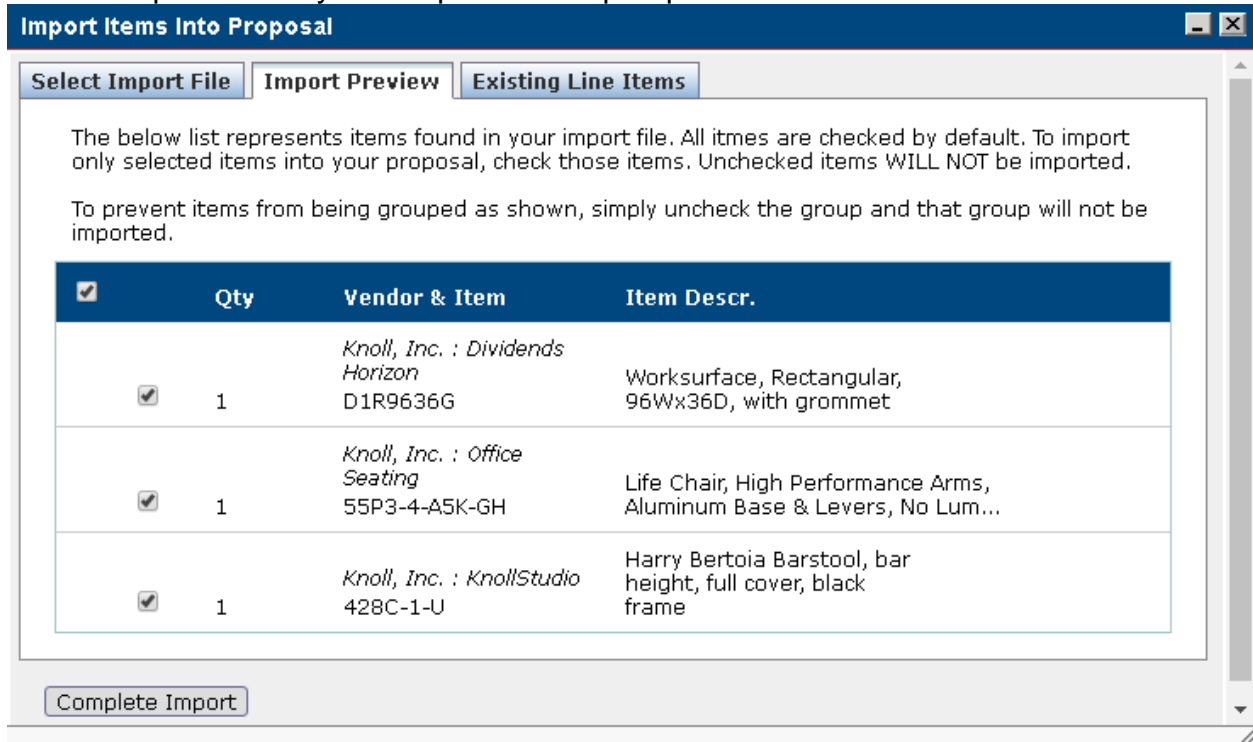 Import Items Into Proposal
Select Import File Import Preview Existing Line Items
The below list represents items found in your import file. All itmes are checked by default. To import
only selected items into your proposal, check those items. Unchecked items WILL NOT be imported.
To prevent items from being grouped as shown, simply uncheck the group and that group will not be
imported.
Qty Vendor & Item Item Descr.
Knoll, Inc. : Dividends
Horizon
D1R9636G
1
Worksurface, Rectangular,
96Wx36D, with grommet
Knoll, Inc. : Office
Seating
55P3-4-A5K-GH
1
Life Chair, High Performance Arms,
Aluminum Base & Levers, No Lum...
Knoll, Inc. : KnollStudio
428C-1-U
1
Harry Bertoia Barstool, bar
height, full cover, black
frame
Complete Import